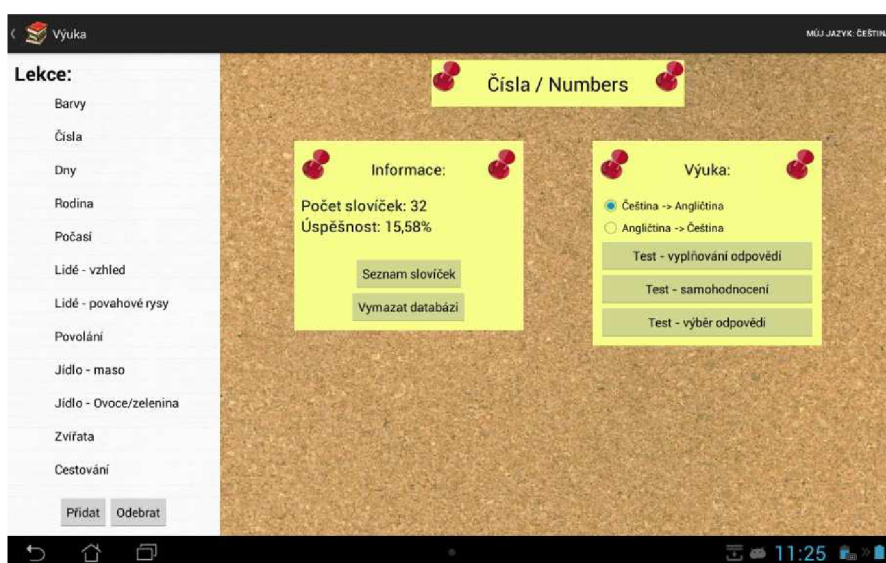 Výuka
MŮJ JAZYK: ČEŠTINA
Lekce:
Barvy
Čísla
Dny
Rodina
Počasí
Lidé - vzhled
Lidé - povahové rysy
Povolání
Jídlo - maso
Jídlo - Ovoce/zelenina
Zvířata
Cestování
Přidat Odebrat
Čísla / Numbers
Informace:
Počet slovíček: 32
Úspěšnost: 15,58%
Seznam slovíček
Vymazat databázi
Výuka:
Čeština -> Angličtina
Angličtina -> Čeština
Test - vyplňování odpovědí
Test - samohodnocení
Test - výběr odpovědí
11:25